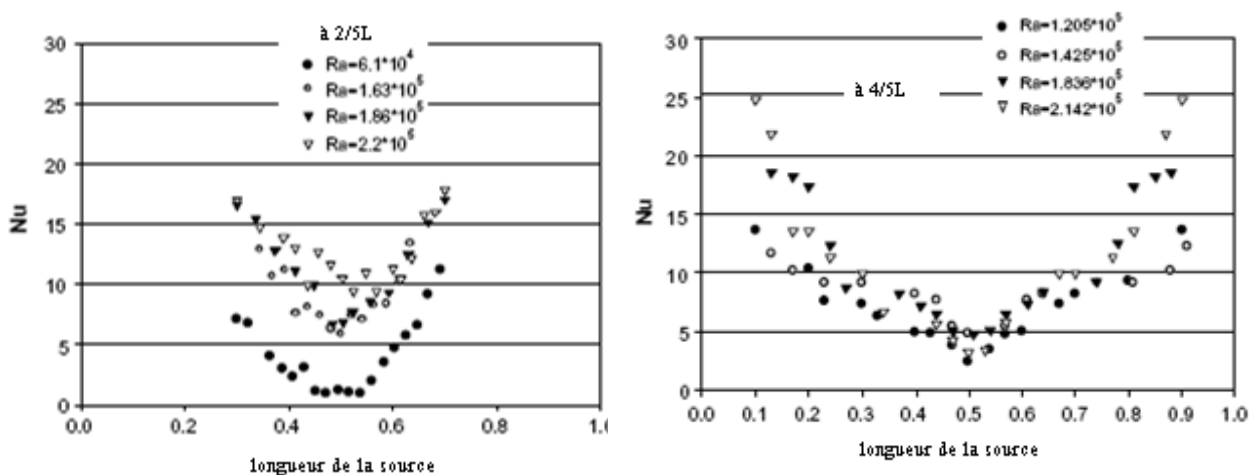 à 2/5L
Ra=6.1*10^4
Ra=1.63*10^5
Ra=1.86*10^5
Ra=2.2*10^5
30
25
20
15
10
5
0
Nu
0.0 0.2 0.4 0.6 0.8 1.0
longueur de la source
Ra=1.205*10^5
Ra=1.425*10^5
Ra=1.836*10^5
Ra=2.142*10^5
à 4/5L
30
25
20
15
10
5
0
Nu
0.0 0.1 0.2 0.3 0.4 0.5 0.6 0.7 0.8 0.9 1.0
longueur de la source